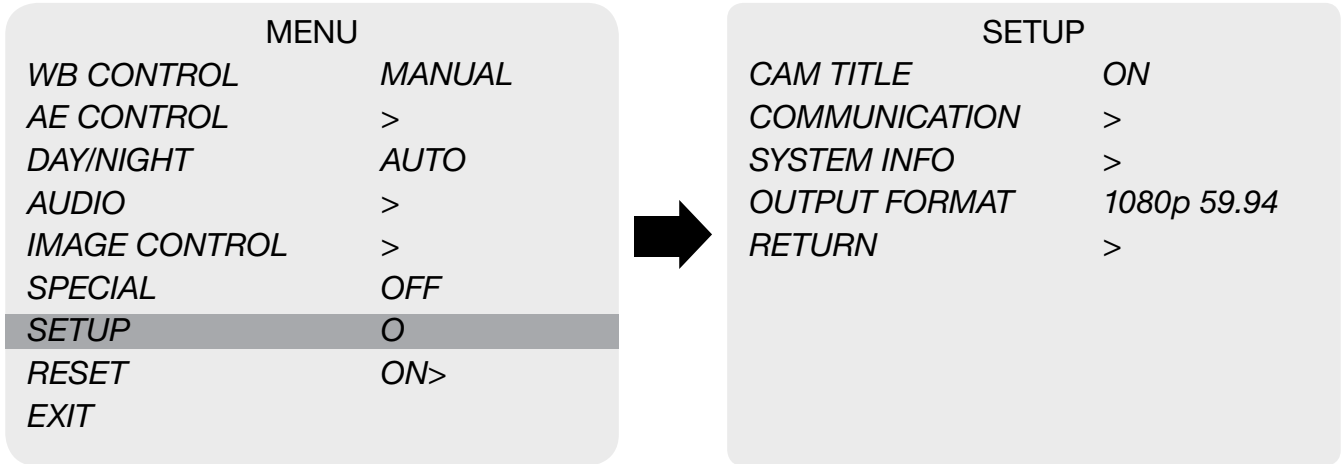 MENU
WB CONTROL MANUAL
AE CONTROL >
DAY/NIGHT AUTO
AUDIO >
IMAGE CONTROL >
SPECIAL OFF
SETUP O
RESET ON>
EXIT
SETUP
CAM TITLE ON
COMMUNICATION >
SYSTEM INFO >
OUTPUT FORMAT 1080p 59.94
RETURN >